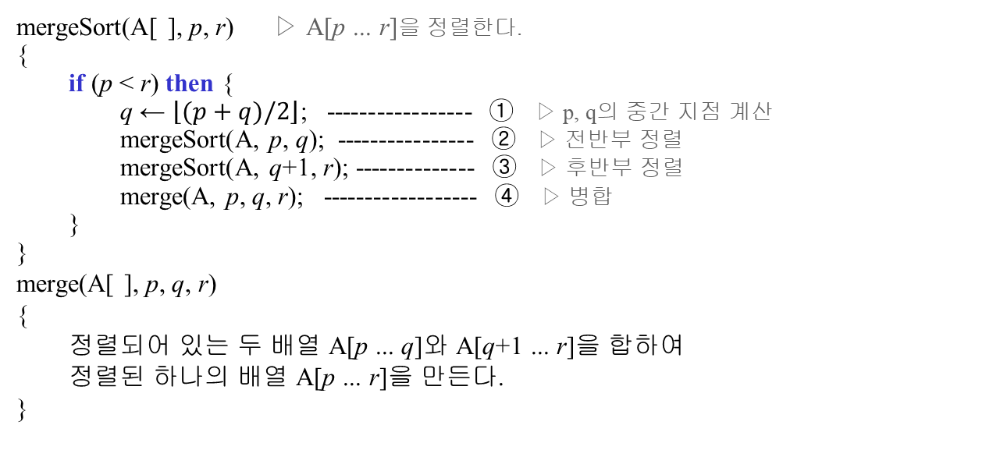 mergeSort(A[ ], p, r) ▷ A[p ... r]을 정렬한다.
{
if (p < r) then {
q ← ⌊(p + q)/2⌋; ----------------- ① ▷ p, q의 중간 지점 계산
mergeSort(A, p, q); ---------------- ② ▷ 전반부 정렬
mergeSort(A, q+1, r); -------------- ③ ▷ 후반부 정렬
merge(A, p, q, r); ------------------ ④ ▷ 병합
}
}
merge(A[ ], p, q, r)
{
정렬되어 있는 두 배열 A[p ... q]와 A[q+1 ... r]을 합하여
정렬된 하나의 배열 A[p ... r]을 만든다.
}